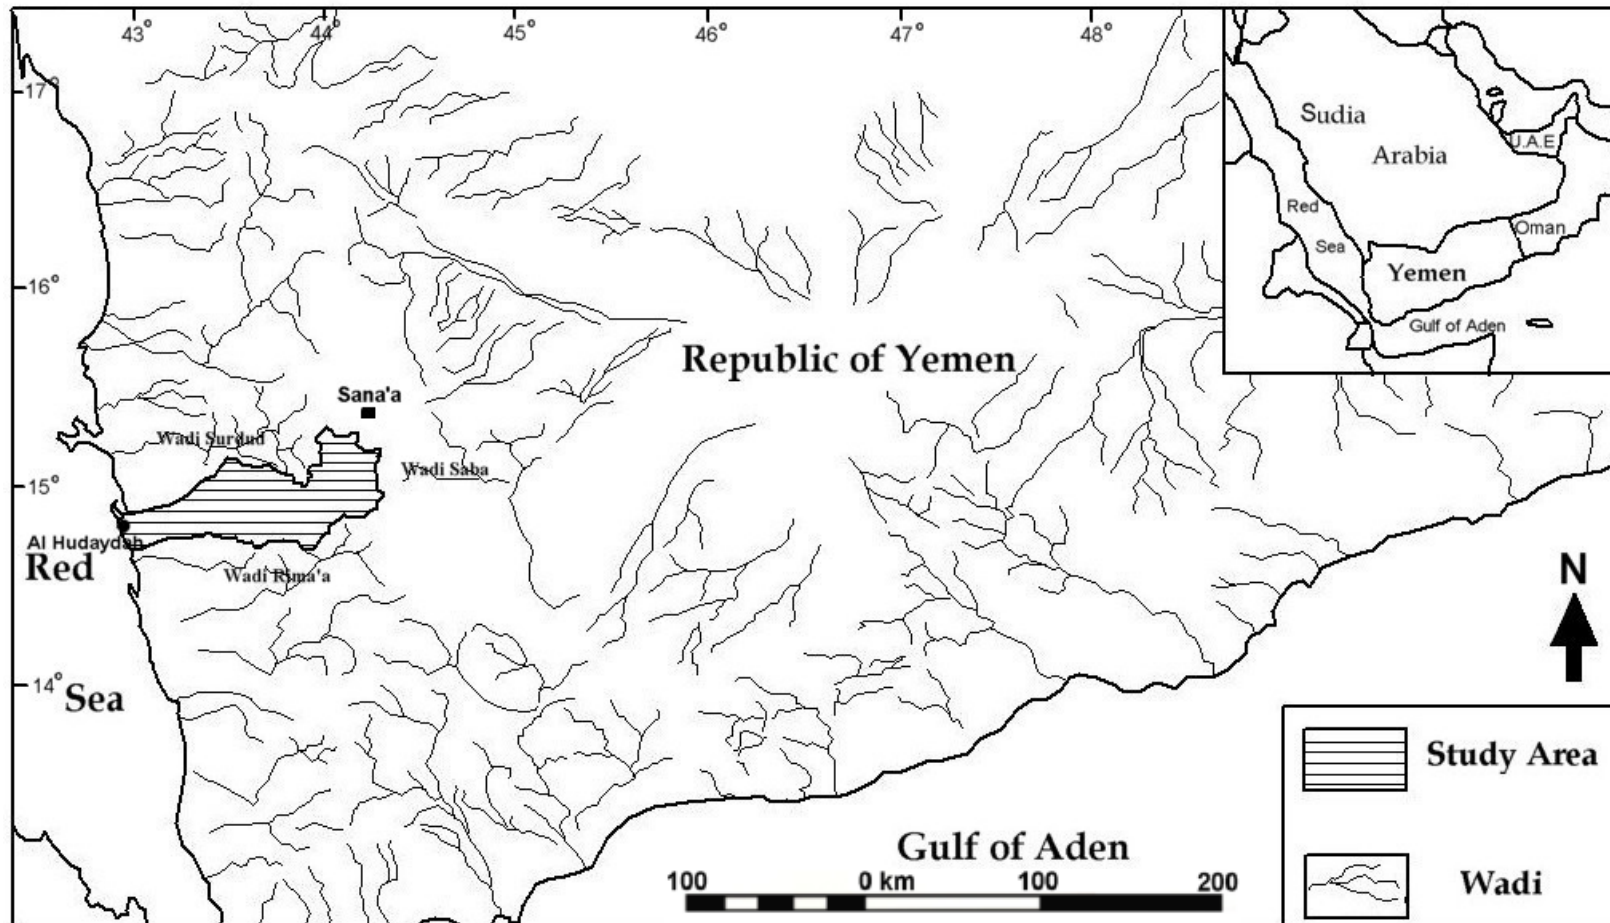 43° 44° 45° 46° 47° 48°
17°
16°
15°
14°
Sudia
Arabia
U.A.E
Red
Sea
Oman
Yemen
Gulf of Aden
Republic of Yemen
Sana'a
Wadi Surdud
Wadi Saba
Al Hudaydah
Red
Wadi Rima'a
Sea
N
Study Area
Gulf of Aden
100 0 km 100 200
Wadi